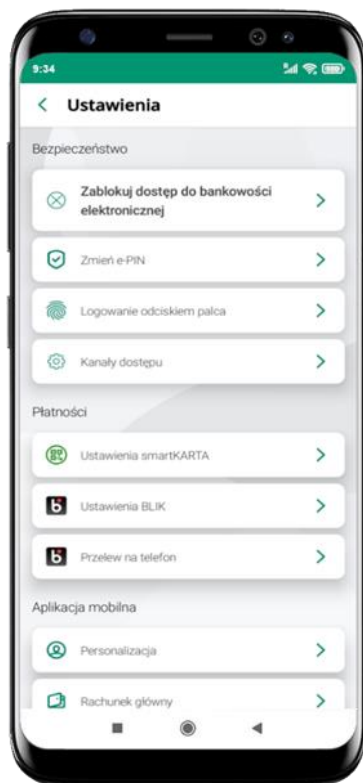 9:34
Ustawienia
Bezpieczeństwo
Zablokuj dostęp do bankowości
elektronicznej
Zmień e-PIN
Logowanie odciskiem palca
Kanały dostępu
Płatności
Ustawienia smartKARTA
Ustawienia BLIK
Przelew na telefon
Aplikacja mobilna
Personalizacja
Rachunek główny